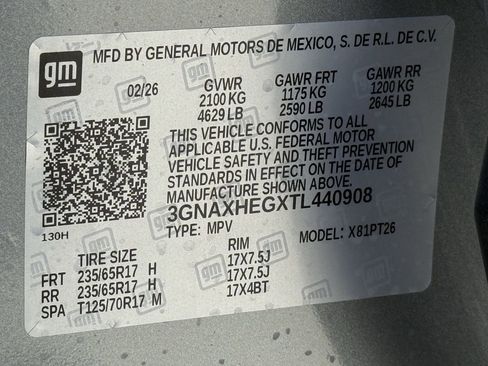 gm
MFD BY GENERAL MOTORS DE MEXICO, S. DE R.L. DE C.V.
02/26 GVWR GAWR FRT GAWR RR
2100 KG 1175 KG 1200 KG
4629 LB 2590 LB 2645 LB
THIS VEHICLE CONFORMS TO ALL
APPLICABLE U.S. FEDERAL MOTOR
VEHICLE SAFETY AND THEFT PREVENTION
STANDARDS IN EFFECT ON THE DATE OF
MANUFACTURE SHOWN ABOVE.
3GNAXHEGXTL440908
130H TYPE: MPV MODEL: X81PT26
TIRE SIZE RIM
FRT 235/65R17 H 17X7.5J
RR 235/65R17 H 17X7.5J
SPA T125/70R17 M 17X4BT